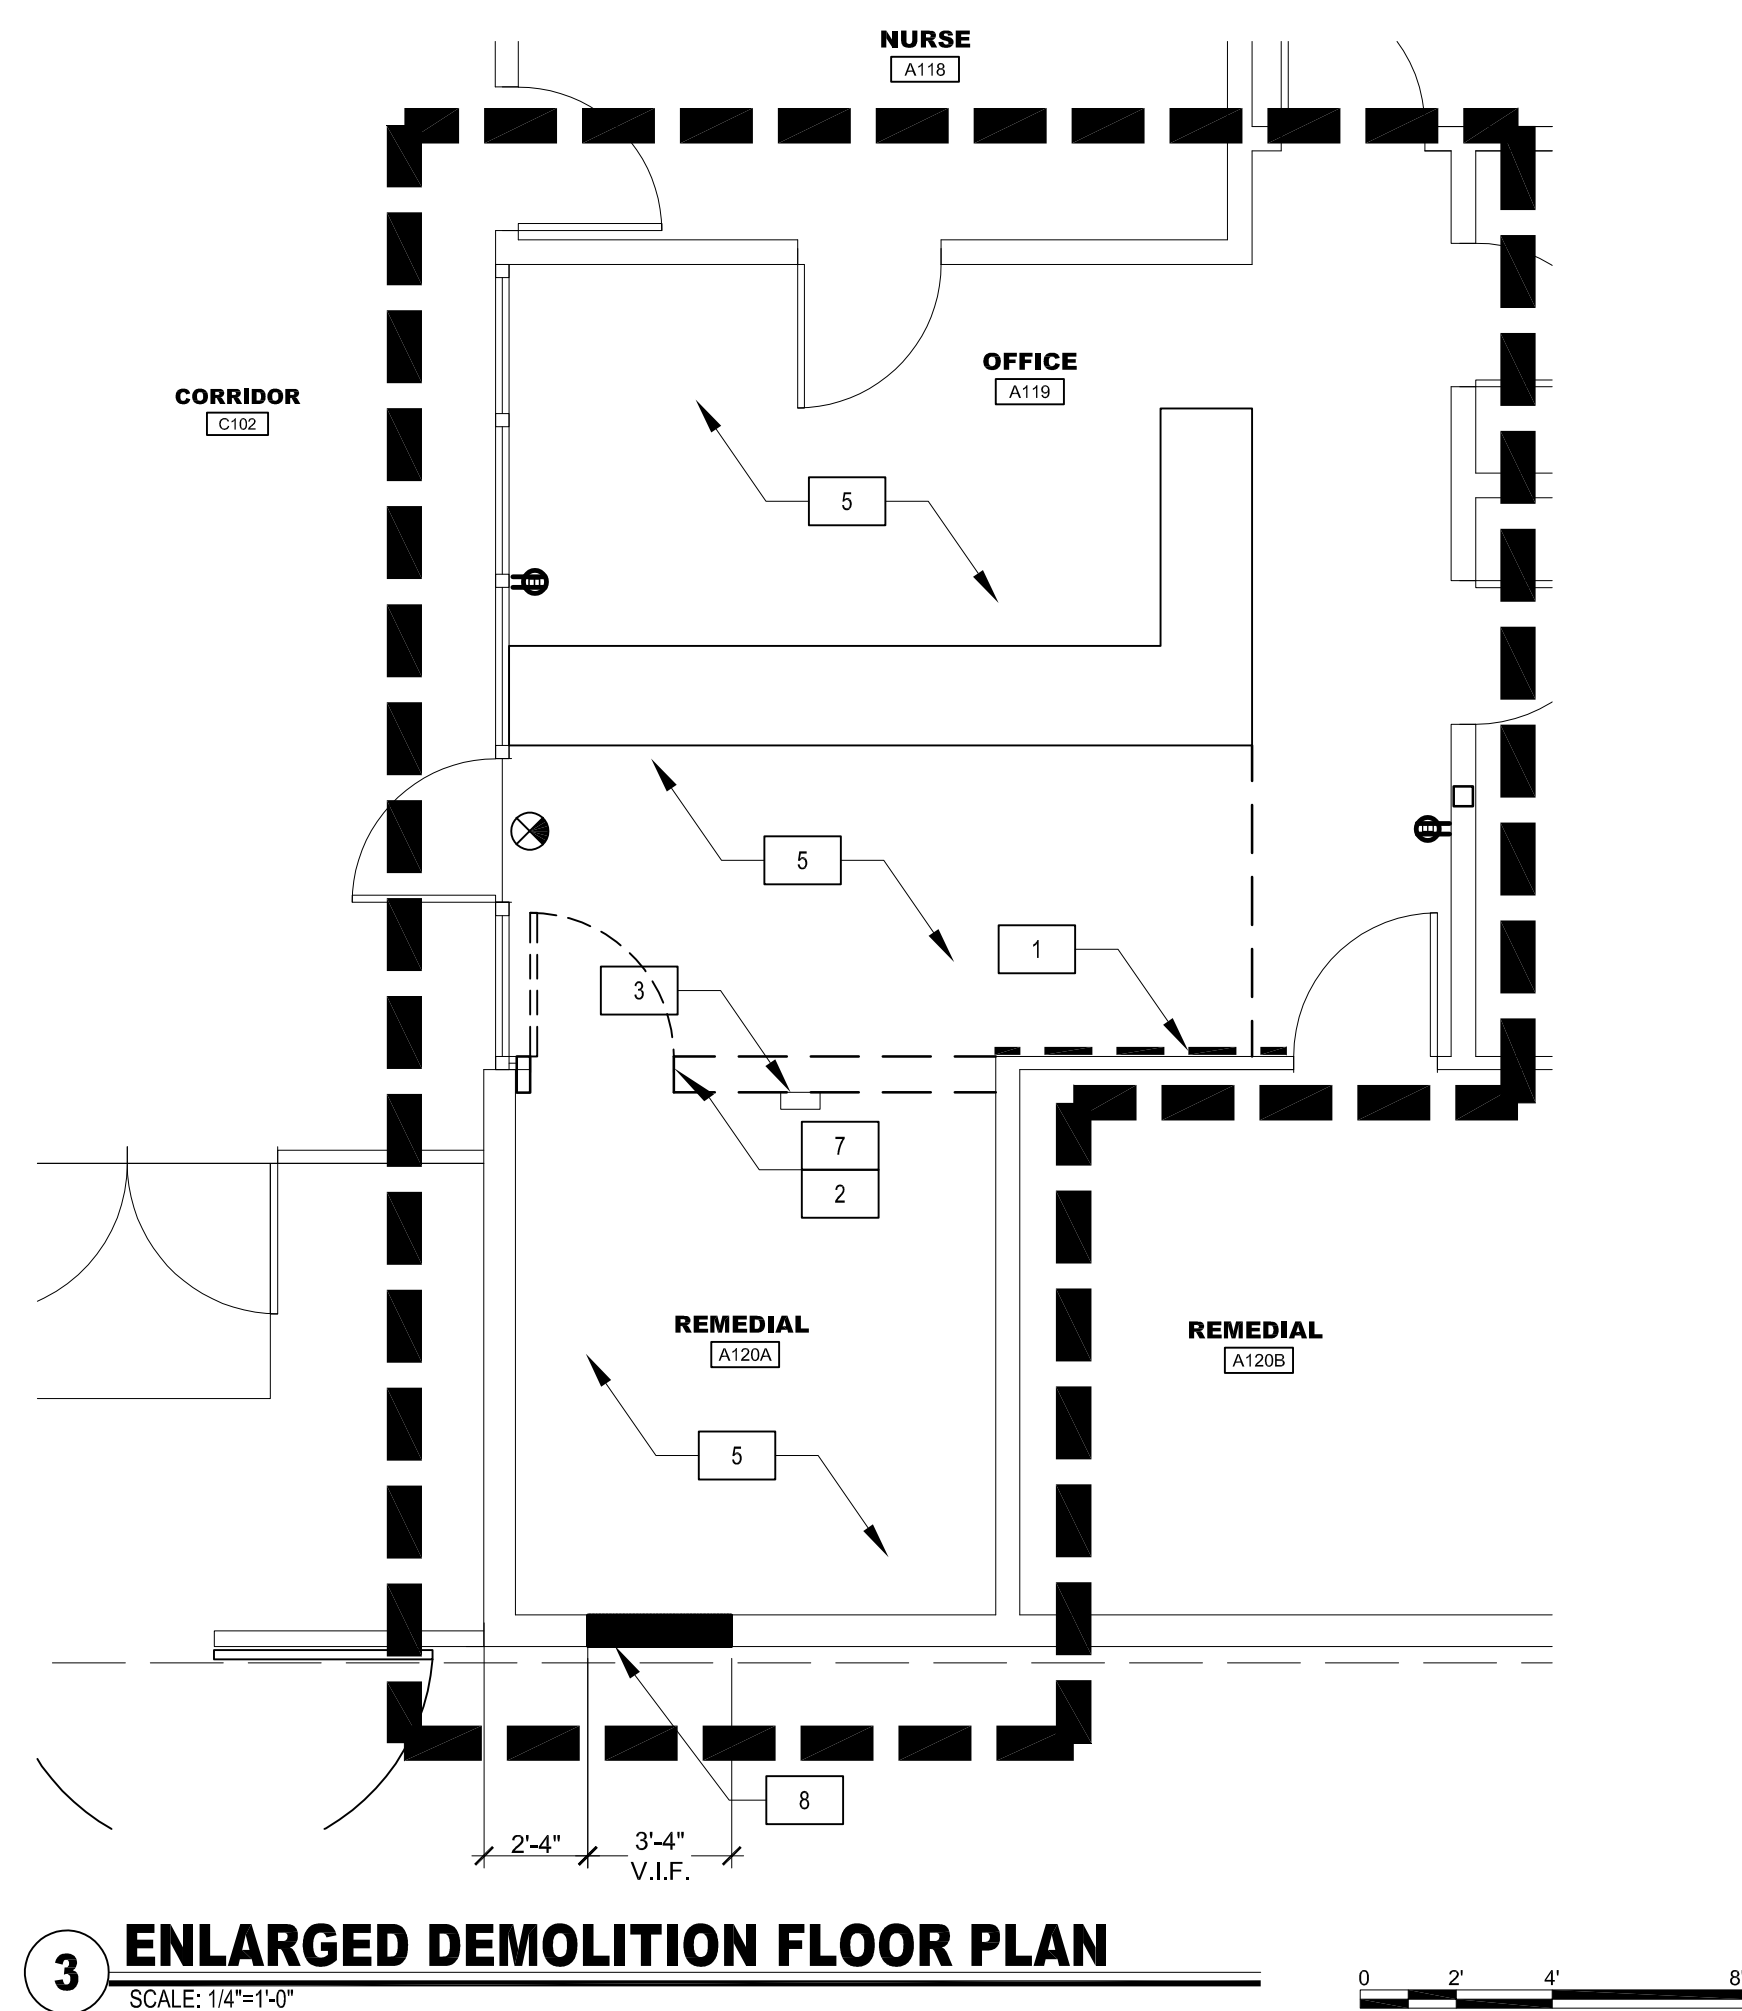 NURSE
A118
OFFICE
A119
CORRIDOR
C102
5
5
1
3
7
2
REMEDIAL
A120A
REMEDIAL
A120B
5
8
2'-4"
3'-4"
V.I.F.
3
ENLARGED DEMOLITION FLOOR PLAN
SCALE: 1/4"=1'-0"
0 2' 4' 8'